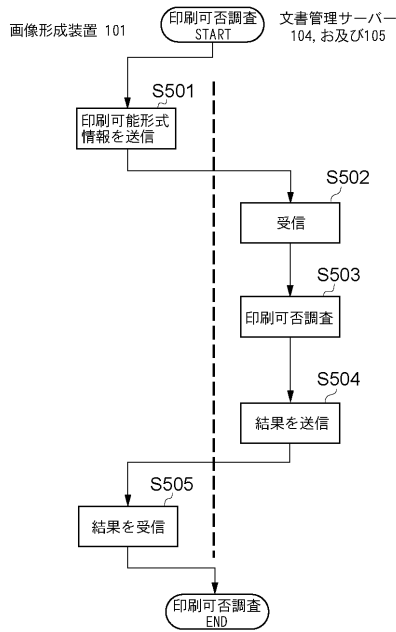 印刷可否調査
START
画像形成装置 101
文書管理サーバー
104, および105
S501
印刷可能形式
情報を送信
S502
受信
S503
印刷可否調査
S504
結果を送信
S505
結果を受信
印刷可否調査
END